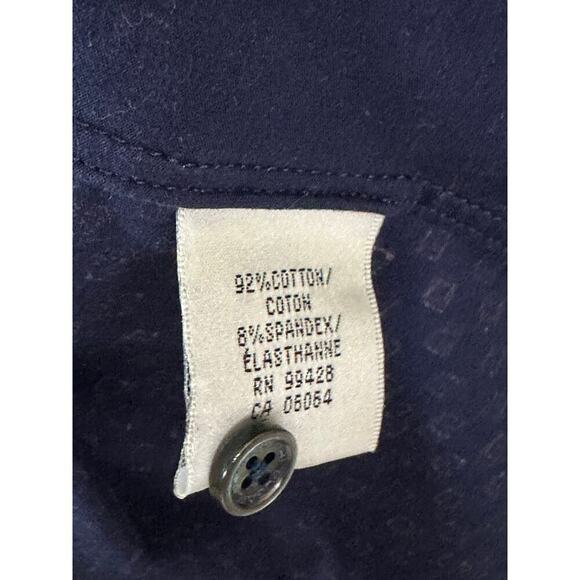 92%COTTON/
COTON
8%SPANDEX/
ÉLASTHANNE
RN 99428
CA 06064